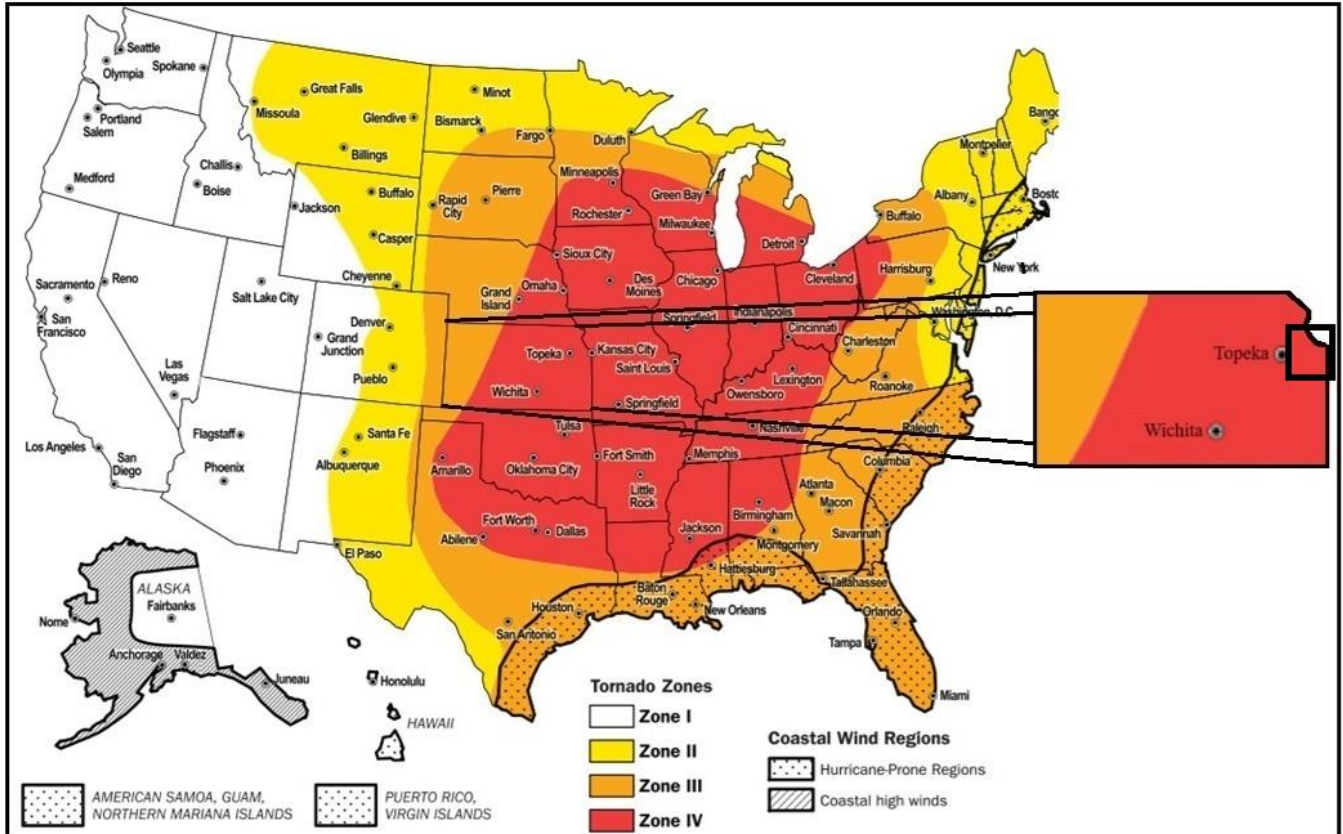 Seattle
Olympia
Spokane
Portland
Salem
Medford
Challis
Boise
Missoula
Great Falls
Glendive
Billings
Minot
Bismarck
Fargo
Duluth
Jackson
Buffalo
Casper
Cheyenne
Rapid
City
Pierre
Minneapolis
Rochester
Green Bay
Milwaukee
Detroit
Buffalo
Albany
Montpelier
Bango
Bosto
New York
Harrisburg
Washington, D.C.
Sacramento
San
Francisco
Reno
Las
Vegas
Los Angeles
San
Diego
Salt Lake City
Denver
Grand
Junction
Pueblo
Flagstaff
Phoenix
Santa Fe
Albuquerque
El Paso
Sioux City
Omaha
Grand
Island
Des
Moines
Chicago
Cleveland
Springfield
Indianapolis
Cincinnati
Charleston
Topeka
Kansas City
Saint Louis
Lexington
Owensboro
Roanoke
Wichita
Springfield
Tulsa
Nashville
Raleigh
Amarillo
Oklahoma City
Fort Smith
Memphis
Columbia
Little
Rock
Atlanta
Macon
Birmingham
Fort Worth
Dallas
Abilene
Jackson
Montgomery
Savannah
Hattiesburg
Tallahassee
Baton
Rouge
Houston
New Orleans
San Antonio
Orlando
Tampa
Miami
Topeka
Wichita
ALASKA
Fairbanks
Nome
Anchorage
Valdez
Juneau
Honolulu
HAWAII
AMERICAN SAMOA, GUAM,
NORTHERN MARIANA ISLANDS
PUERTO RICO,
VIRGIN ISLANDS
Tornado Zones
Zone I
Zone II
Zone III
Zone IV
Coastal Wind Regions
Hurricane-Prone Regions
Coastal high winds